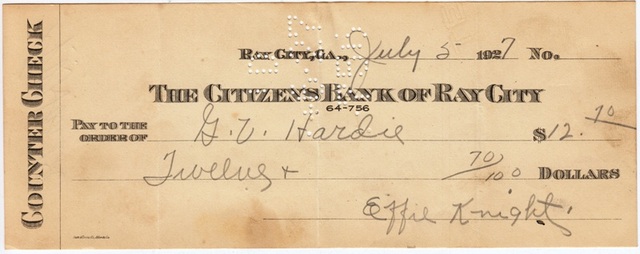 COUNTER CHECK
RAY CITY, GA., July 5 1927 No.
THE CITIZENS BANK OF RAY CITY
64-756
PAY TO THE ORDER OF G. V. Hardie $12.70
Twelve + 70/100 DOLLARS
Effie Knight